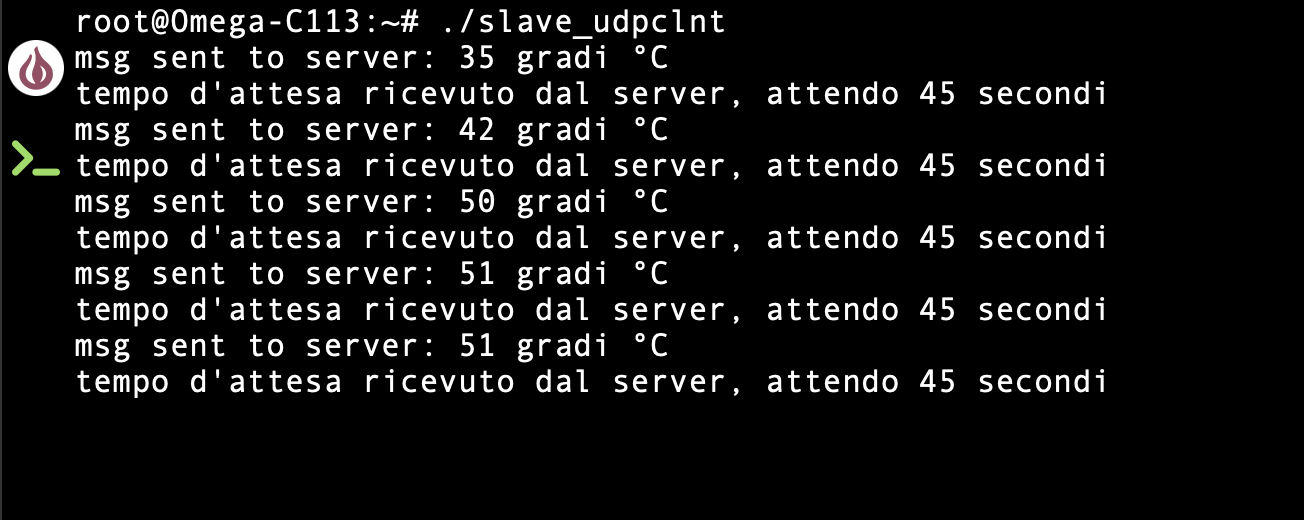 root@Omega-C113:~# ./slave_udpclnt
msg sent to server: 35 gradi °C
tempo d'attesa ricevuto dal server, attendo 45 secondi
msg sent to server: 42 gradi °C
tempo d'attesa ricevuto dal server, attendo 45 secondi
msg sent to server: 50 gradi °C
tempo d'attesa ricevuto dal server, attendo 45 secondi
msg sent to server: 51 gradi °C
tempo d'attesa ricevuto dal server, attendo 45 secondi
msg sent to server: 51 gradi °C
tempo d'attesa ricevuto dal server, attendo 45 secondi